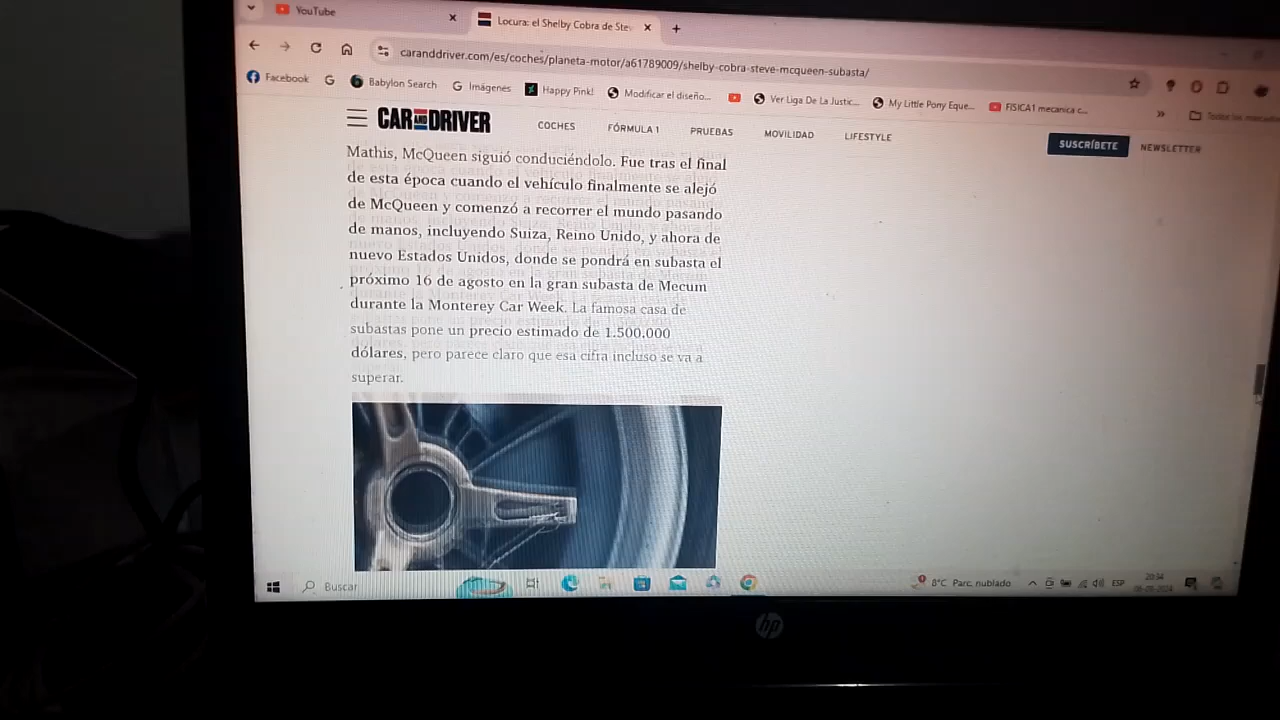 YouTube
Locura: el Shelby Cobra de Stev
caranddriver.com/es/coches/planeta-motor/a61789009/shelby-cobra-steve-mcqueen-subasta/
Facebook
Babylon Search
Imágenes
Happy Pink!
Modificar el diseño...
Ver Liga De La Justic...
My Little Pony Eque...
FISICA1 mecanica c...
»
CAR AND DRIVER
COCHES
FÓRMULA 1
PRUEBAS
MOVILIDAD
LIFESTYLE
SUSCRÍBETE
NEWSLETTER
Mathis, McQueen siguió conduciéndolo. Fue tras el final
de esta época cuando el vehículo finalmente se alejó
de McQueen y comenzó a recorrer el mundo pasando
de manos, incluyendo Suiza, Reino Unido, y ahora de
nuevo Estados Unidos, donde se pondrá en subasta el
próximo 16 de agosto en la gran subasta de Mecum
durante la Monterey Car Week. La famosa casa de
subastas pone un precio estimado de 1.500.000
dólares, pero parece claro que esa cifra incluso se va a
superar.
Buscar
8°C Parc. nublado
ESP
20:34
hp